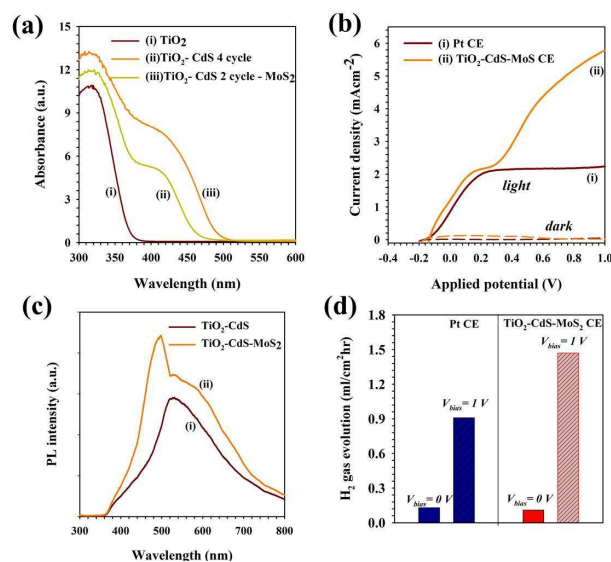 (a)
15
12
9
6
3
0
Absorbance (a.u.)
(i) TiO2
(ii)TiO2- CdS 4 cycle
(iii)TiO2- CdS 2 cycle - MoS2
(i)
(ii)
(iii)
300 350 400 450 500 550 600
Wavelength (nm)
(b)
6
5
4
3
2
1
0
Current density (mAcm-2)
(i) Pt CE
(ii) TiO2-CdS-MoS CE
(ii)
(i)
light
dark
-0.4 -0.2 0.0 0.2 0.4 0.6 0.8 1.0
Applied potential (V)
(c)
PL intensity (a.u.)
TiO2-CdS
TiO2-CdS-MoS2
(ii)
(i)
300 400 500 600 700 800
Wavelength (nm)
(d)
1.8
1.5
1.2
0.9
0.6
0.3
0.0
H2 gas evolution (ml/cm2hr)
Pt CE
TiO2-CdS-MoS2 CE
Vbias= 1 V
Vbias= 1 V
Vbias= 0 V
Vbias= 0 V